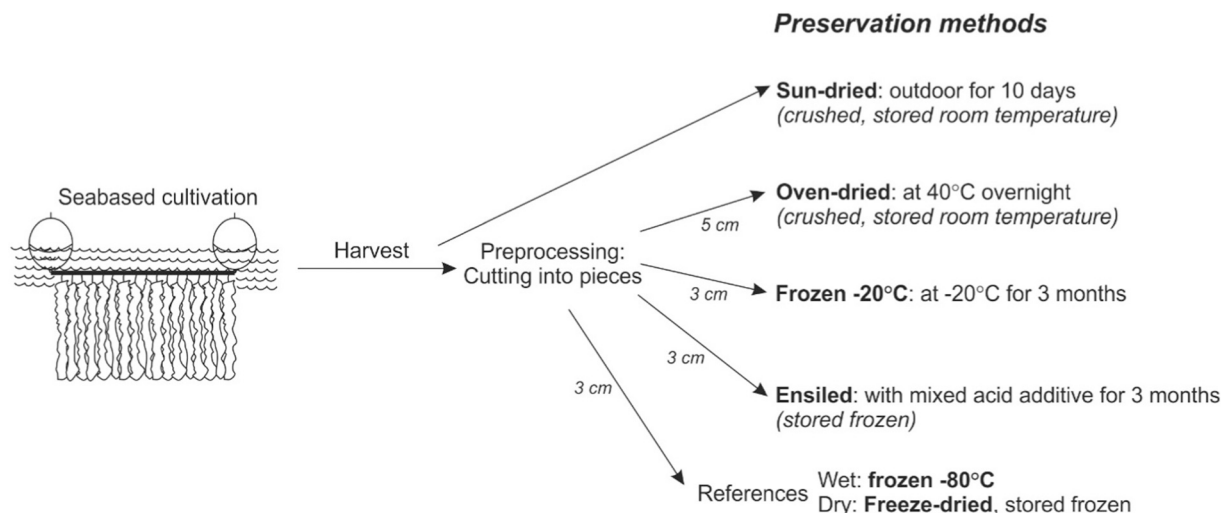 Preservation methods
Sun-dried: outdoor for 10 days
(crushed, stored room temperature)
Seabased cultivation
Oven-dried: at 40°C overnight
(crushed, stored room temperature)
5 cm
Harvest
Preprocessing:
Cutting into pieces
3 cm
Frozen -20°C: at -20°C for 3 months
3 cm
3 cm
Ensiled: with mixed acid additive for 3 months
(stored frozen)
References
Wet: frozen -80°C
Dry: Freeze-dried, stored frozen